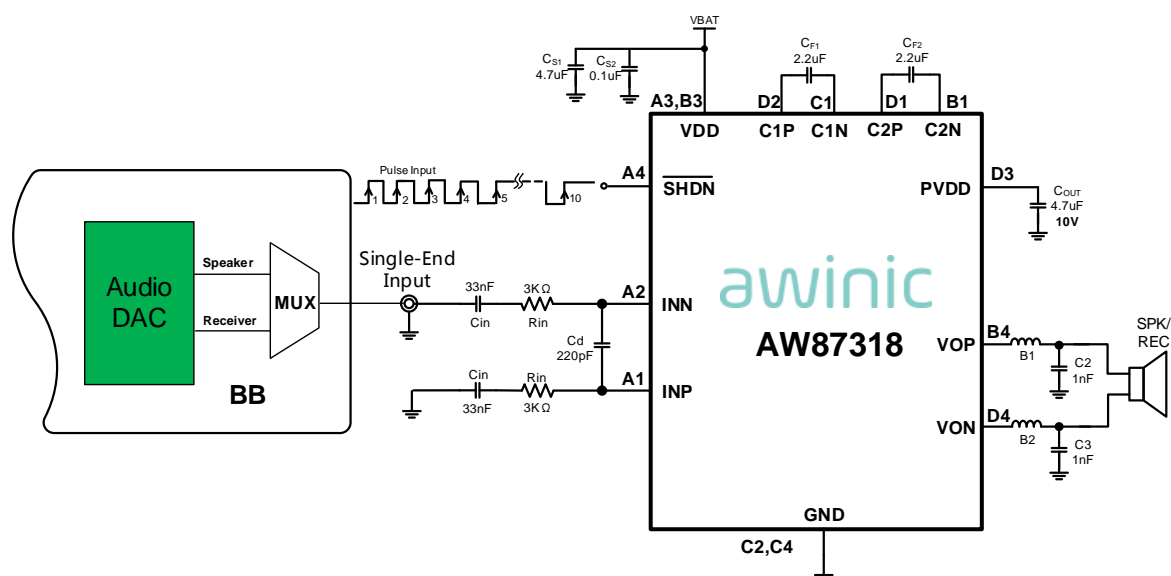 VBAT
CS1
4.7uF
CS2
0.1uF
CF1
2.2uF
CF2
2.2uF
A3,B3
D2
C1
D1
B1
VDD
C1P
C1N
C2P
C2N
Pulse Input
1
2
3
4
5
10
A4
SHDN
PVDD
D3
COUT
4.7uF
10V
Audio
DAC
Speaker
Receiver
MUX
BB
Single-End
Input
33nF
Cin
3KΩ
Rin
Cd
220pF
Cin
33nF
Rin
3KΩ
A2
INN
A1
INP
awinic
AW87318
VOP
B4
B1
C2
1nF
VON
D4
B2
C3
1nF
SPK/
REC
GND
C2,C4